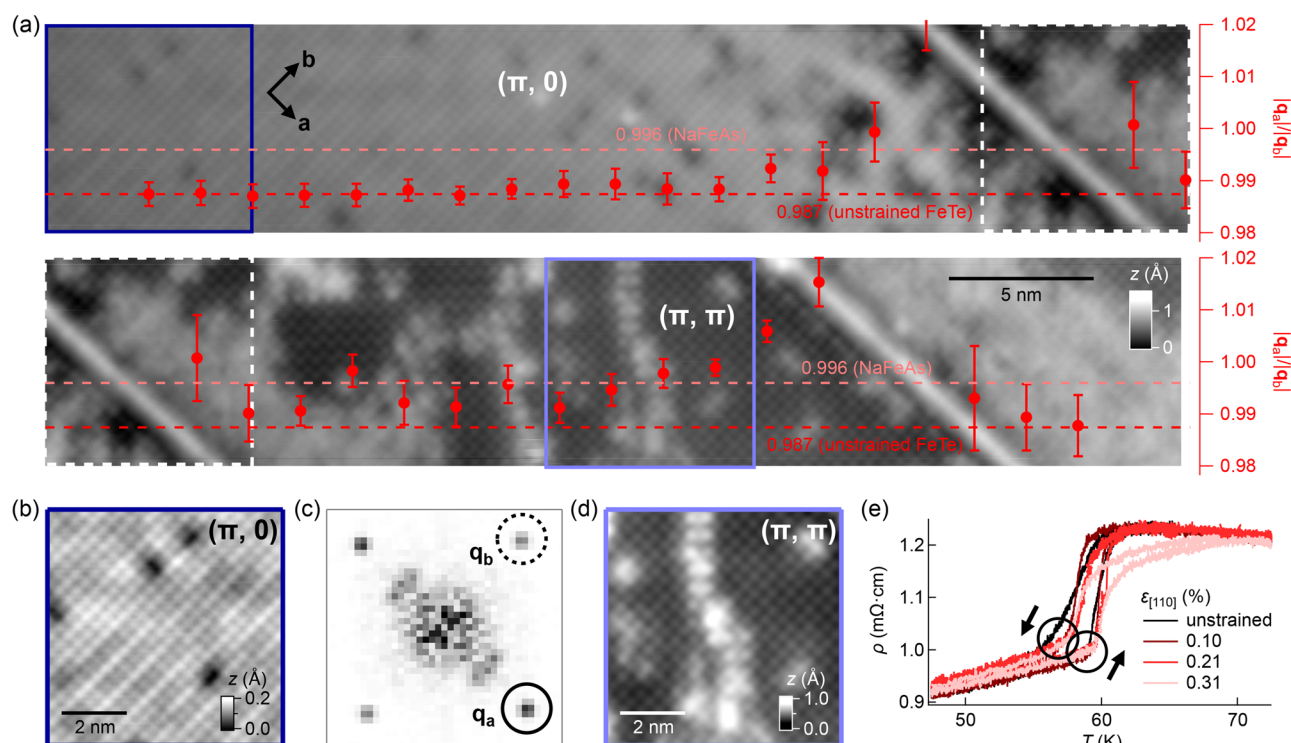 (a)
b
a
(π, 0)
0.996 (NaFeAs)
0.987 (unstrained FeTe)
1.02
1.01
1.00
0.99
0.98
|qa|/|qb|
(π, π)
5 nm
z (Å)
1
0
0.996 (NaFeAs)
0.987 (unstrained FeTe)
1.02
1.01
1.00
0.99
0.98
|qa|/|qb|
(b)
(π, 0)
z (Å)
0.2
0.0
2 nm
(c)
qb
qa
(d)
(π, π)
z (Å)
1.0
0.0
2 nm
(e)
ρ (mΩ·cm)
1.2
1.1
1.0
0.9
ε[110] (%)
unstrained
0.10
0.21
0.31
50 60 70
T (K)